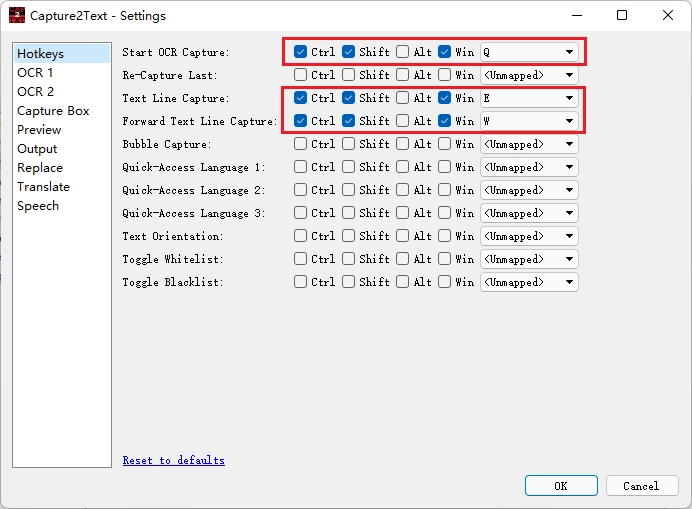 Capture2Text - Settings
Hotkeys
OCR 1
OCR 2
Capture Box
Preview
Output
Replace
Translate
Speech
Start OCR Capture: Ctrl Shift Alt Win Q
Re-Capture Last: Ctrl Shift Alt Win <Unmapped>
Text Line Capture: Ctrl Shift Alt Win E
Forward Text Line Capture: Ctrl Shift Alt Win W
Bubble Capture: Ctrl Shift Alt Win <Unmapped>
Quick-Access Language 1: Ctrl Shift Alt Win <Unmapped>
Quick-Access Language 2: Ctrl Shift Alt Win <Unmapped>
Quick-Access Language 3: Ctrl Shift Alt Win <Unmapped>
Text Orientation: Ctrl Shift Alt Win <Unmapped>
Toggle Whitelist: Ctrl Shift Alt Win <Unmapped>
Toggle Blacklist: Ctrl Shift Alt Win <Unmapped>
Reset to defaults
OK Cancel